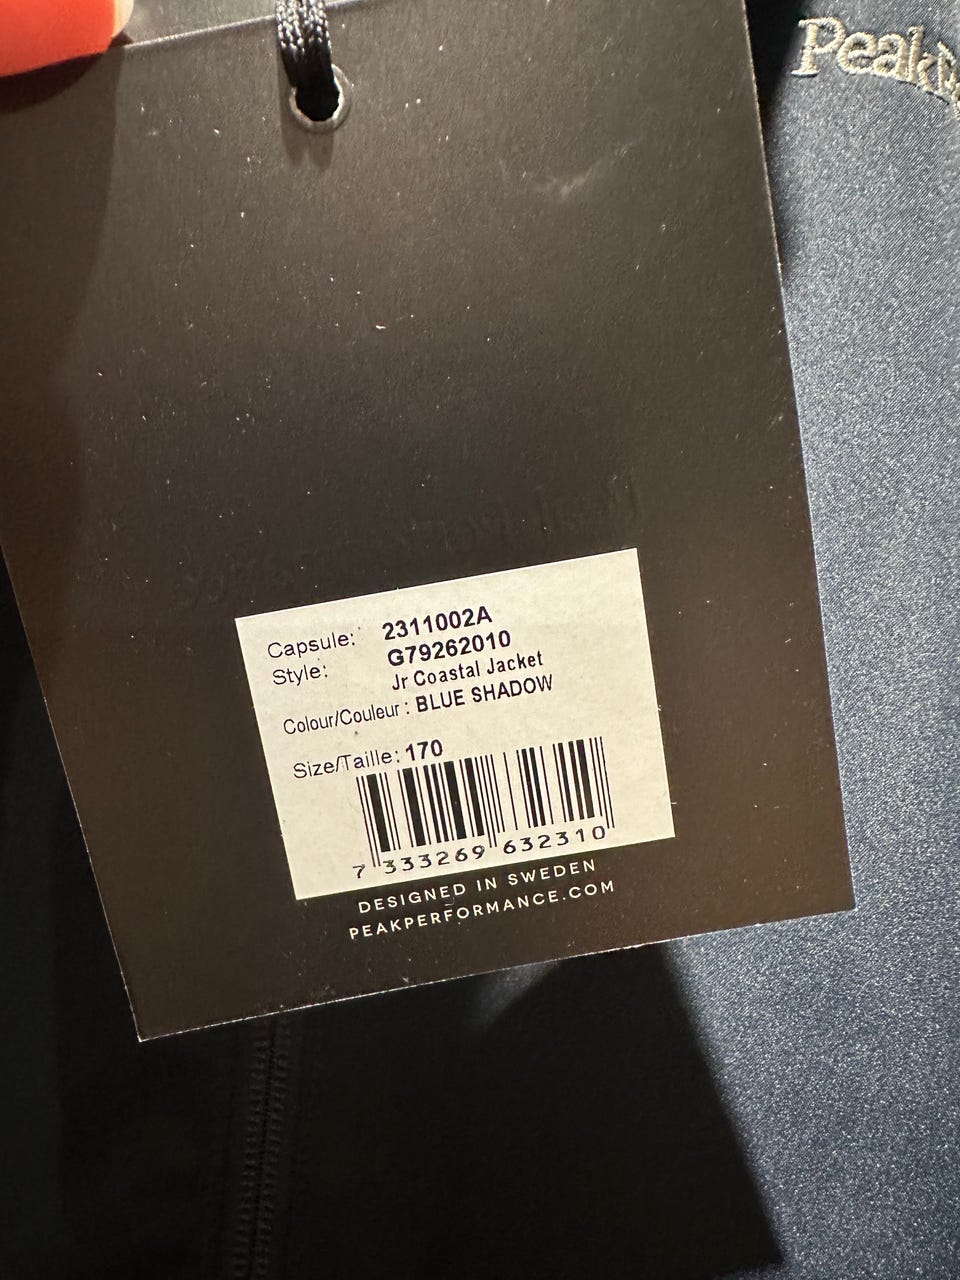 Peak
Capsule: 2311002A
Style: G79262010
Jr Coastal Jacket
Colour/Couleur : BLUE SHADOW
Size/Taille: 170
7 333269 632310
DESIGNED IN SWEDEN
PEAKPERFORMANCE.COM